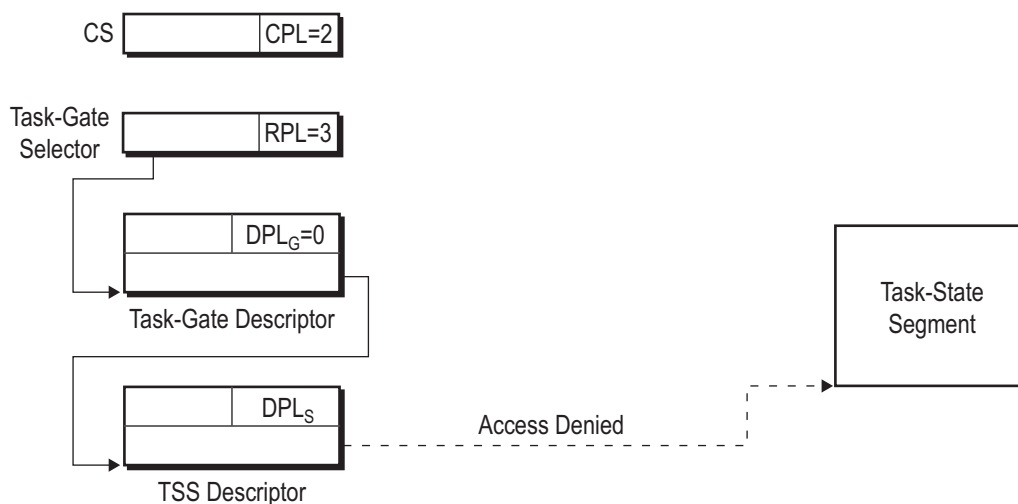 CS
CPL=2
Task-Gate
Selector
RPL=3
DPLG=0
Task-Gate Descriptor
Task-State
Segment
DPLS
Access Denied
TSS Descriptor